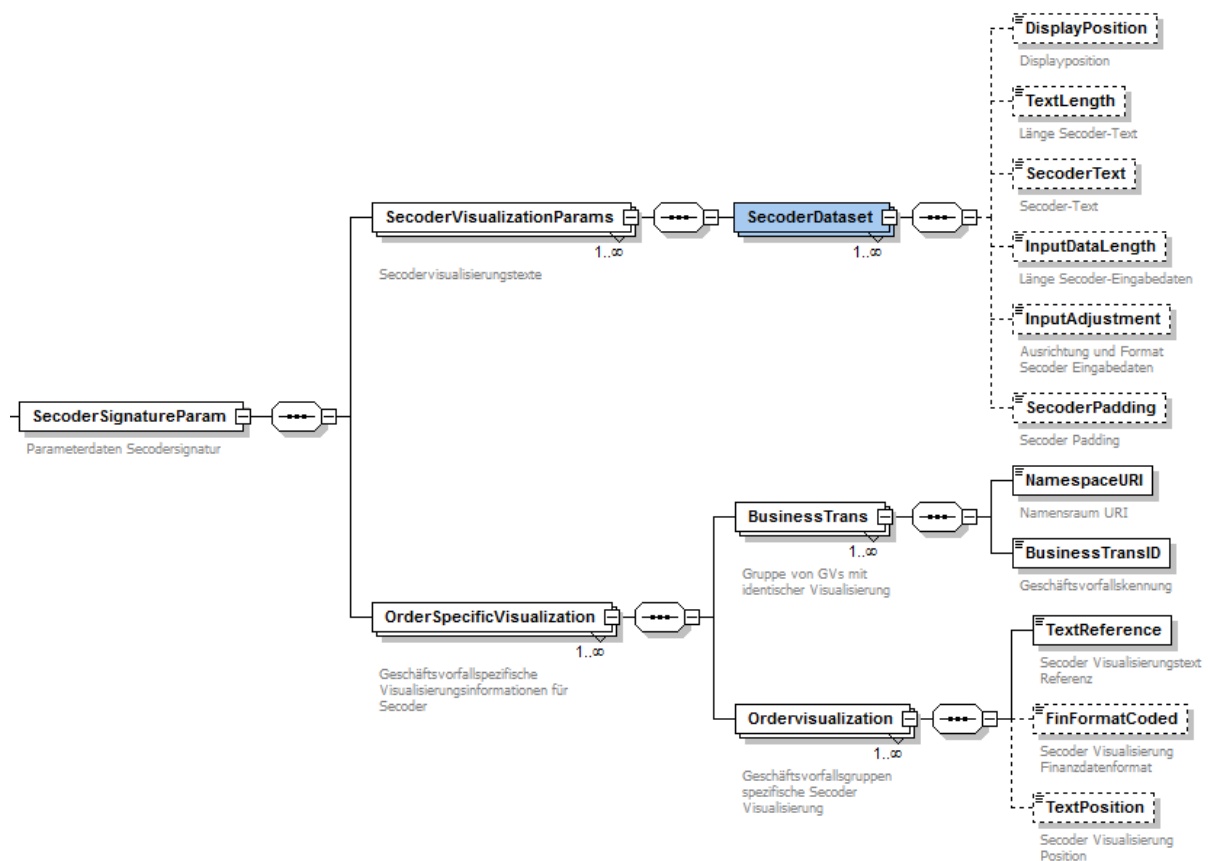 DisplayPosition
Displayposition
TextLength
Länge Secoder-Text
SecoderText
Secoder-Text
SecoderVisualizationParams
1..∞
Secodervisualisierungstexte
SecoderDataset
1..∞
InputDataLength
Länge Secoder-Eingabedaten
InputAdjustment
Ausrichtung und Format
Secoder Eingabedaten
SecoderPadding
Secoder Padding
SecoderSignatureParam
Parameterdaten Secodersignatur
BusinessTrans
1..∞
Gruppe von GVs mit
identischer Visualisierung
NamespaceURI
Namensraum URI
BusinessTransID
Geschäftsvorfallskennung
OrderSpecificVisualization
1..∞
Geschäftsvorfallspezifische
Visualisierungsinformationen für
Secoder
Ordervisualization
1..∞
Geschäftsvorfallsgruppen
spezifische Secoder
Visualisierung
TextReference
Secoder Visualisierungstext
Referenz
FinFormatCoded
Secoder Visualisierung
Finanzdatenformat
TextPosition
Secoder Visualisierung
Position